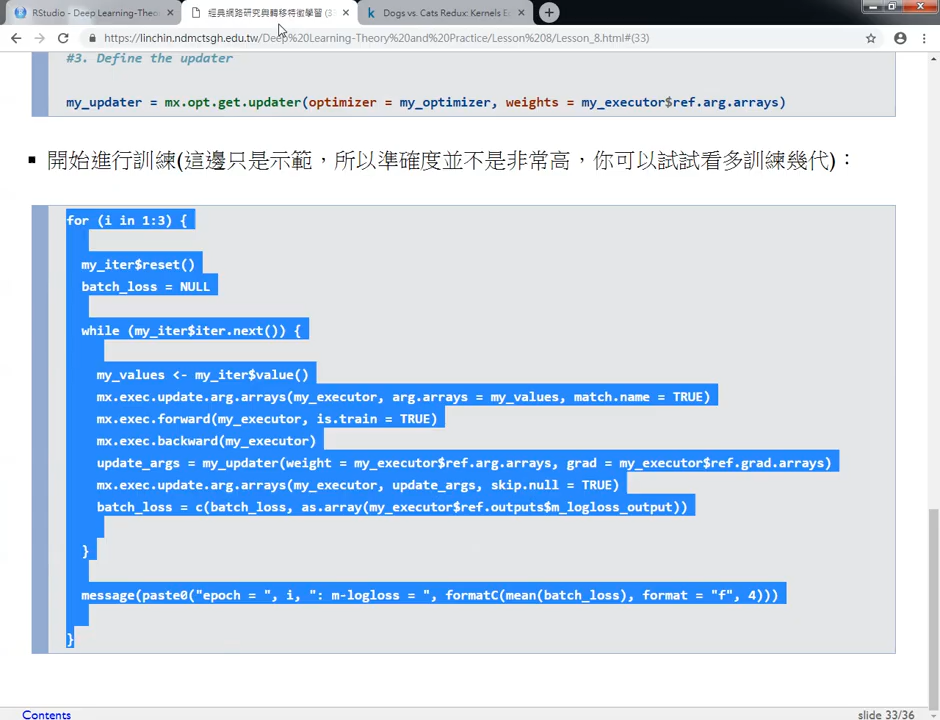 RStudio - Deep Learning-Theo
經典網路研究與轉移特徵學習 (3
Dogs vs. Cats Redux: Kernels E
https://linchin.ndmctsgh.edu.tw/Deep%20Learning-Theory%20and%20Practice/Lesson%208/Lesson_8.html#(33)
#3. Define the updater
my_updater = mx.opt.get.updater(optimizer = my_optimizer, weights = my_executor$ref.arg.arrays)
▪ 開始進行訓練(這邊只是示範，所以準確度並不是非常高，你可以試試看多訓練幾代)：
for (i in 1:3) {
my_iter$reset()
batch_loss = NULL
while (my_iter$iter.next()) {
my_values <- my_iter$value()
mx.exec.update.arg.arrays(my_executor, arg.arrays = my_values, match.name = TRUE)
mx.exec.forward(my_executor, is.train = TRUE)
mx.exec.backward(my_executor)
update_args = my_updater(weight = my_executor$ref.arg.arrays, grad = my_executor$ref.grad.arrays)
mx.exec.update.arg.arrays(my_executor, update_args, skip.null = TRUE)
batch_loss = c(batch_loss, as.array(my_executor$ref.outputs$m_logloss_output))
}
message(paste0("epoch = ", i, ": m-logloss = ", formatC(mean(batch_loss), format = "f", 4)))
}
Contents
slide 33/36